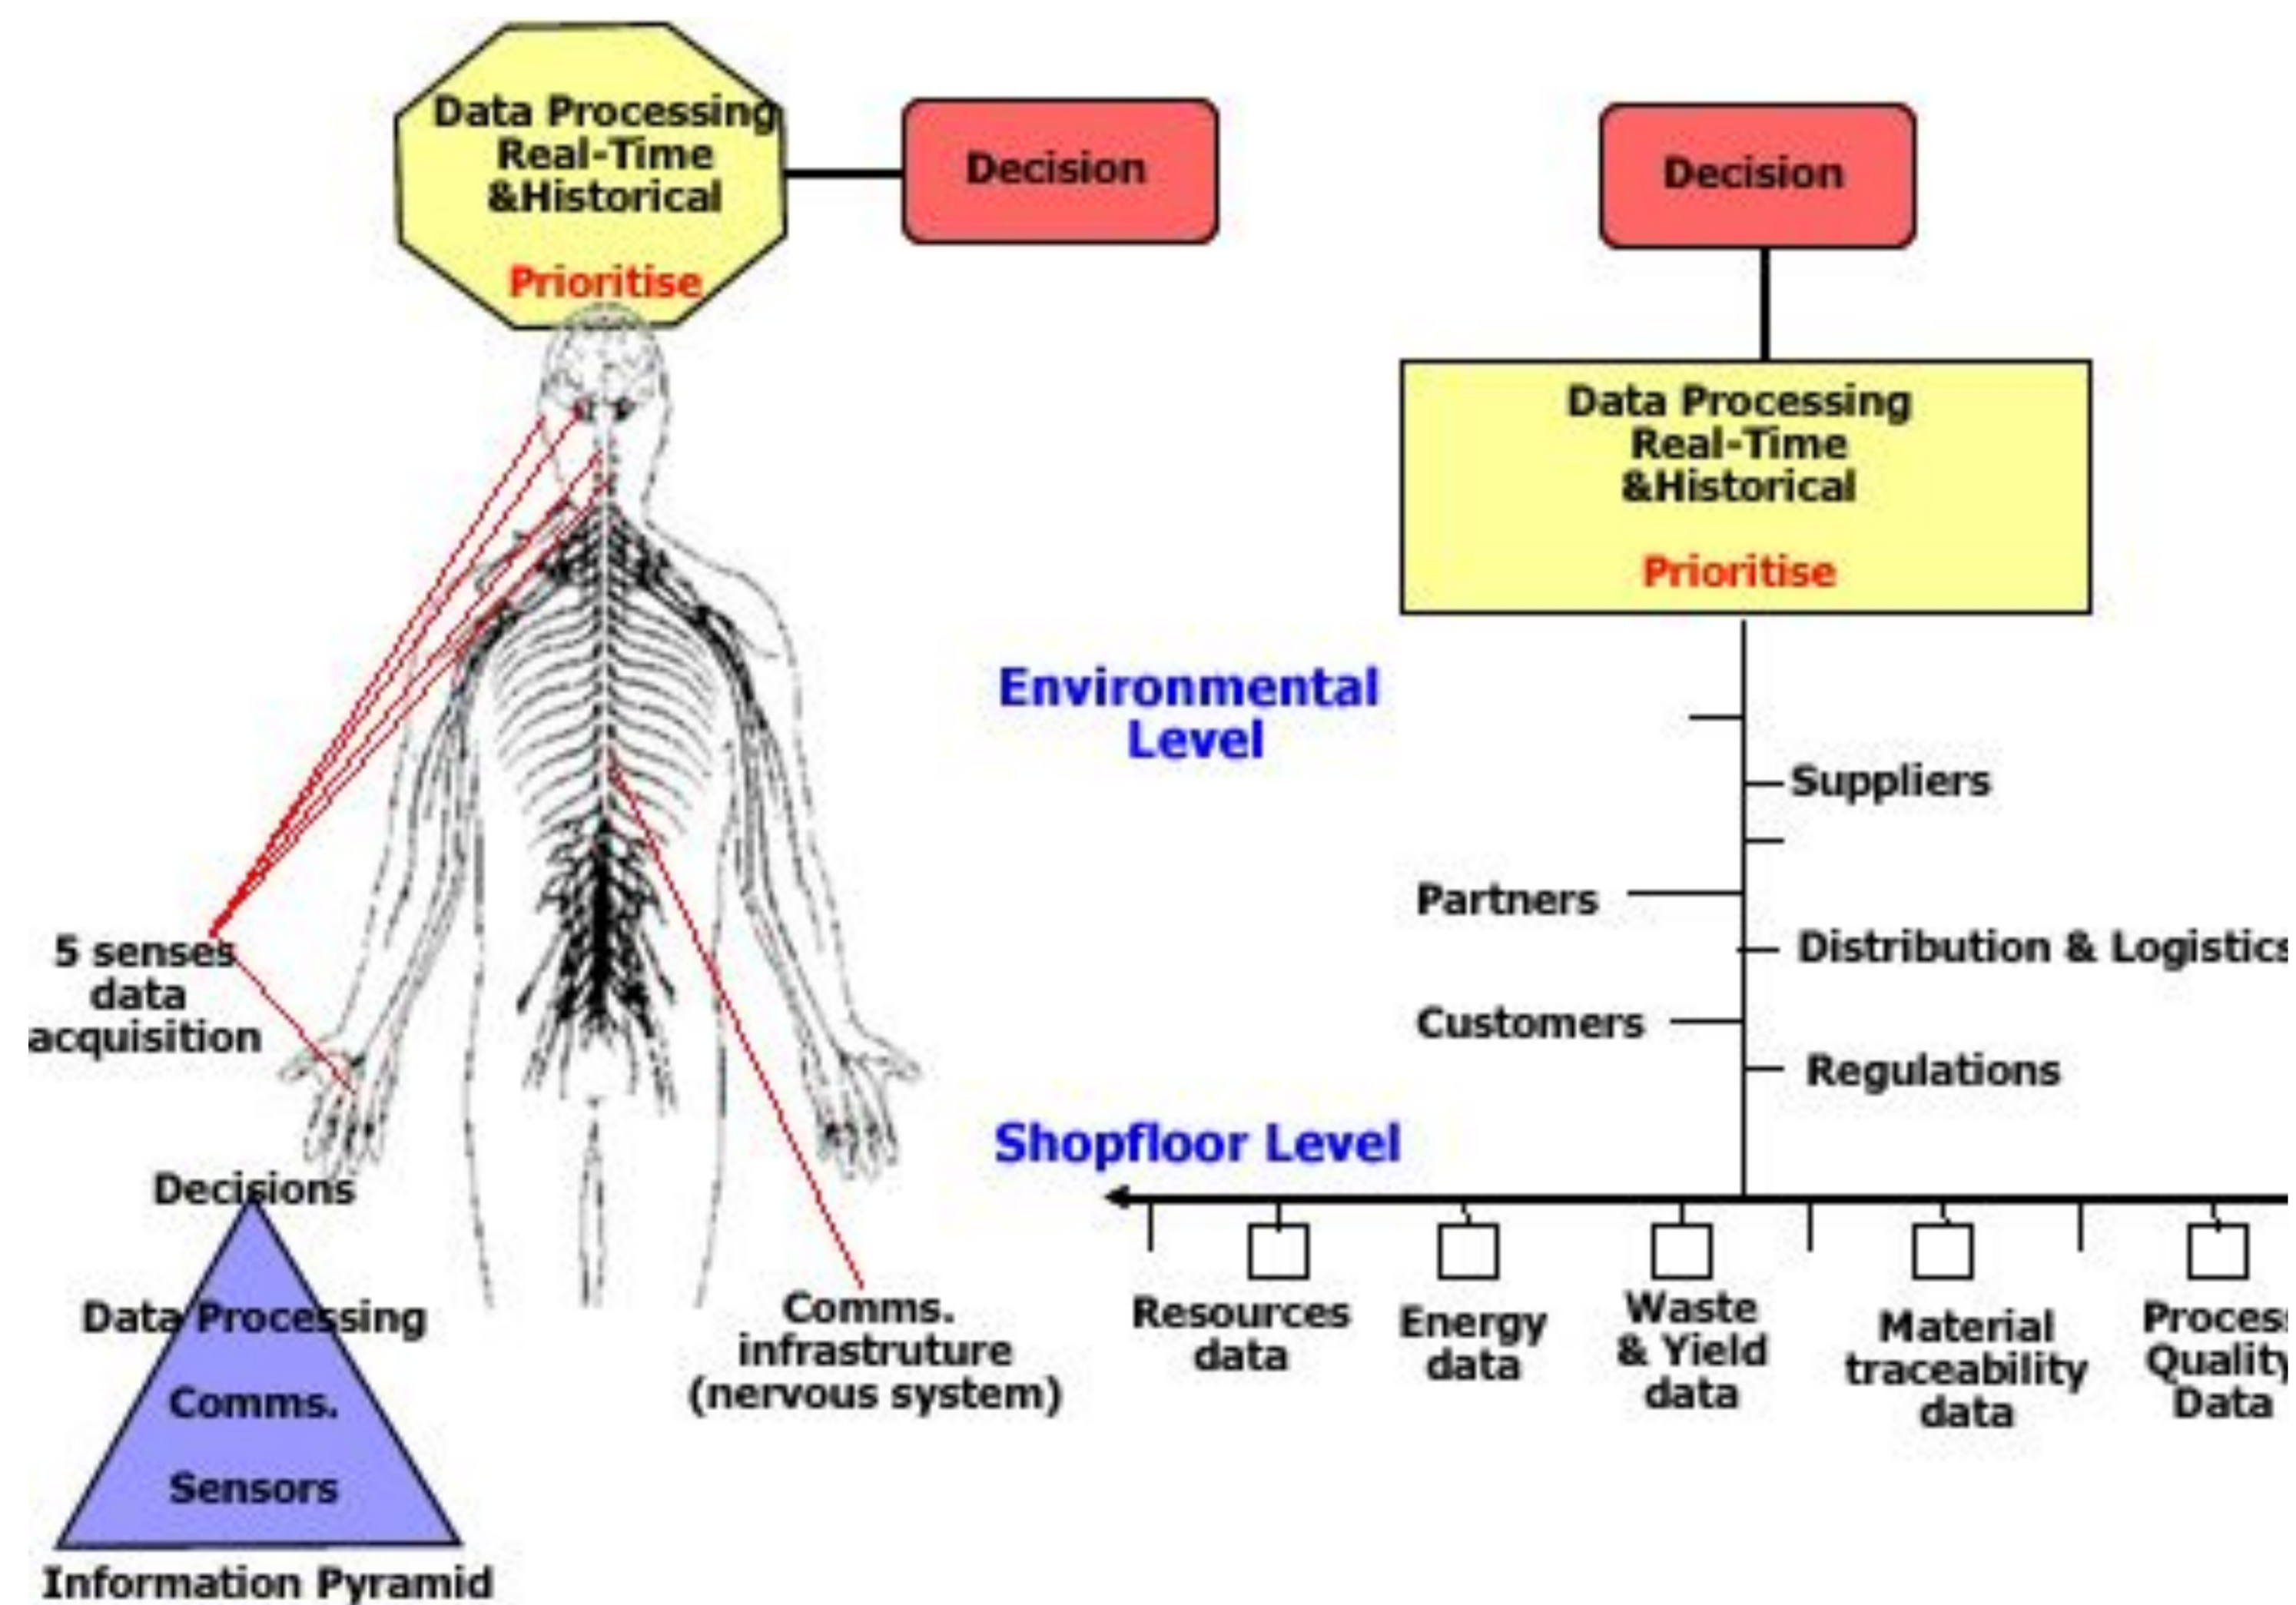 Data Processing
Real-Time
&Historical
Prioritise
Decision
Decision
Data Processing
Real-Time
&Historical
Prioritise
Environmental
Level
Suppliers
Partners
Distribution & Logistics
Customers
Regulations
5 senses
data
acquisition
Shopfloor Level
Decisions
Data Processing
Comms.
Sensors
Information Pyramid
Comms.
infrastruture
(nervous system)
Resources
data
Energy
data
Waste
& Yield
data
Material
traceability
data
Process
Quality
Data